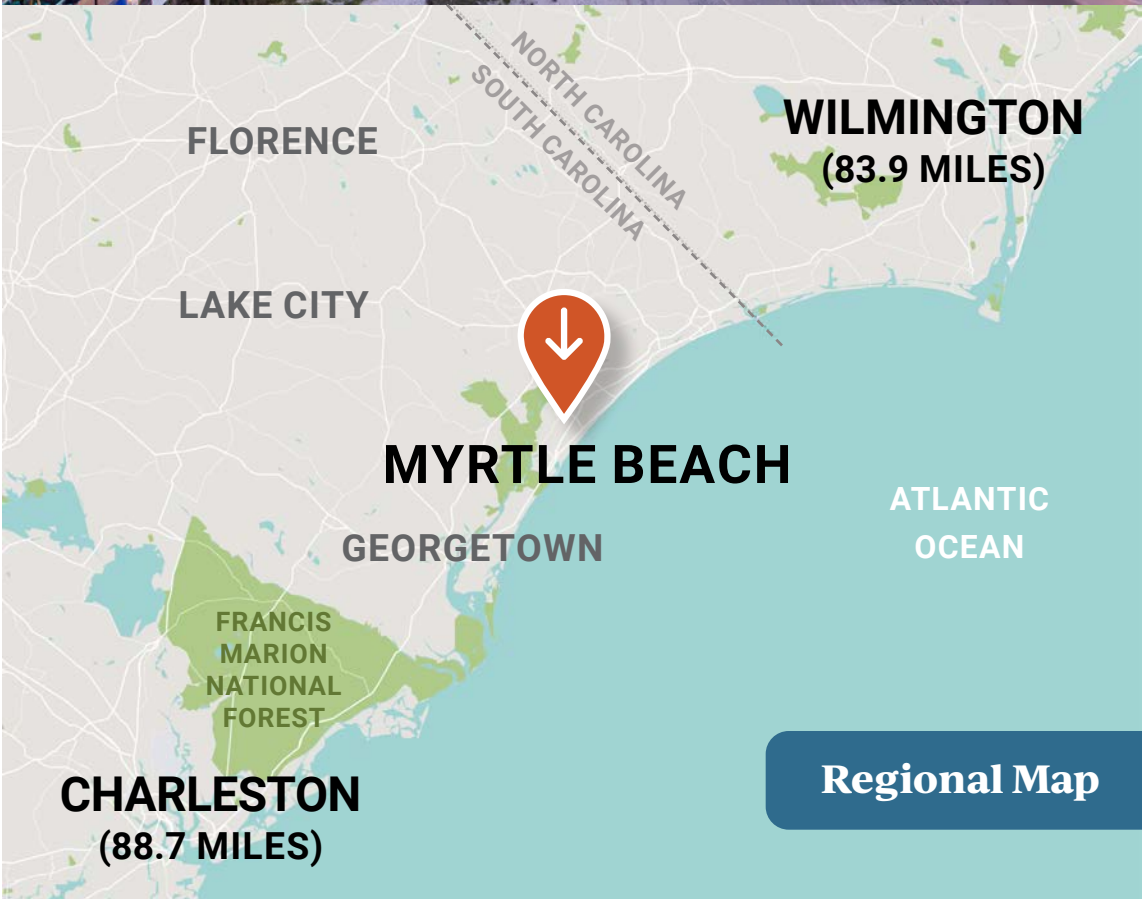 NORTH CAROLINA
SOUTH CAROLINA
WILMINGTON
(83.9 MILES)
FLORENCE
LAKE CITY
MYRTLE BEACH
ATLANTIC
OCEAN
GEORGETOWN
FRANCIS
MARION
NATIONAL
FOREST
Regional Map
CHARLESTON
(88.7 MILES)